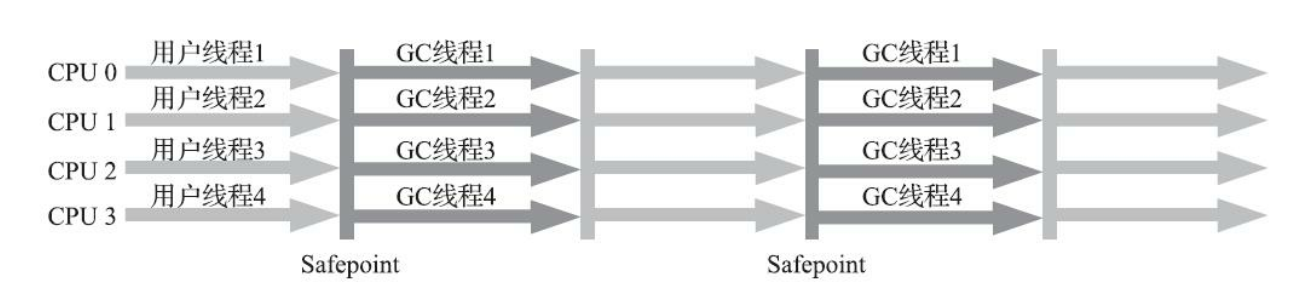 用户线程1 GC线程1 GC线程1
CPU 0
用户线程2 GC线程2 GC线程2
CPU 1
用户线程3 GC线程3 GC线程3
CPU 2
用户线程4 GC线程4 GC线程4
CPU 3
Safepoint Safepoint